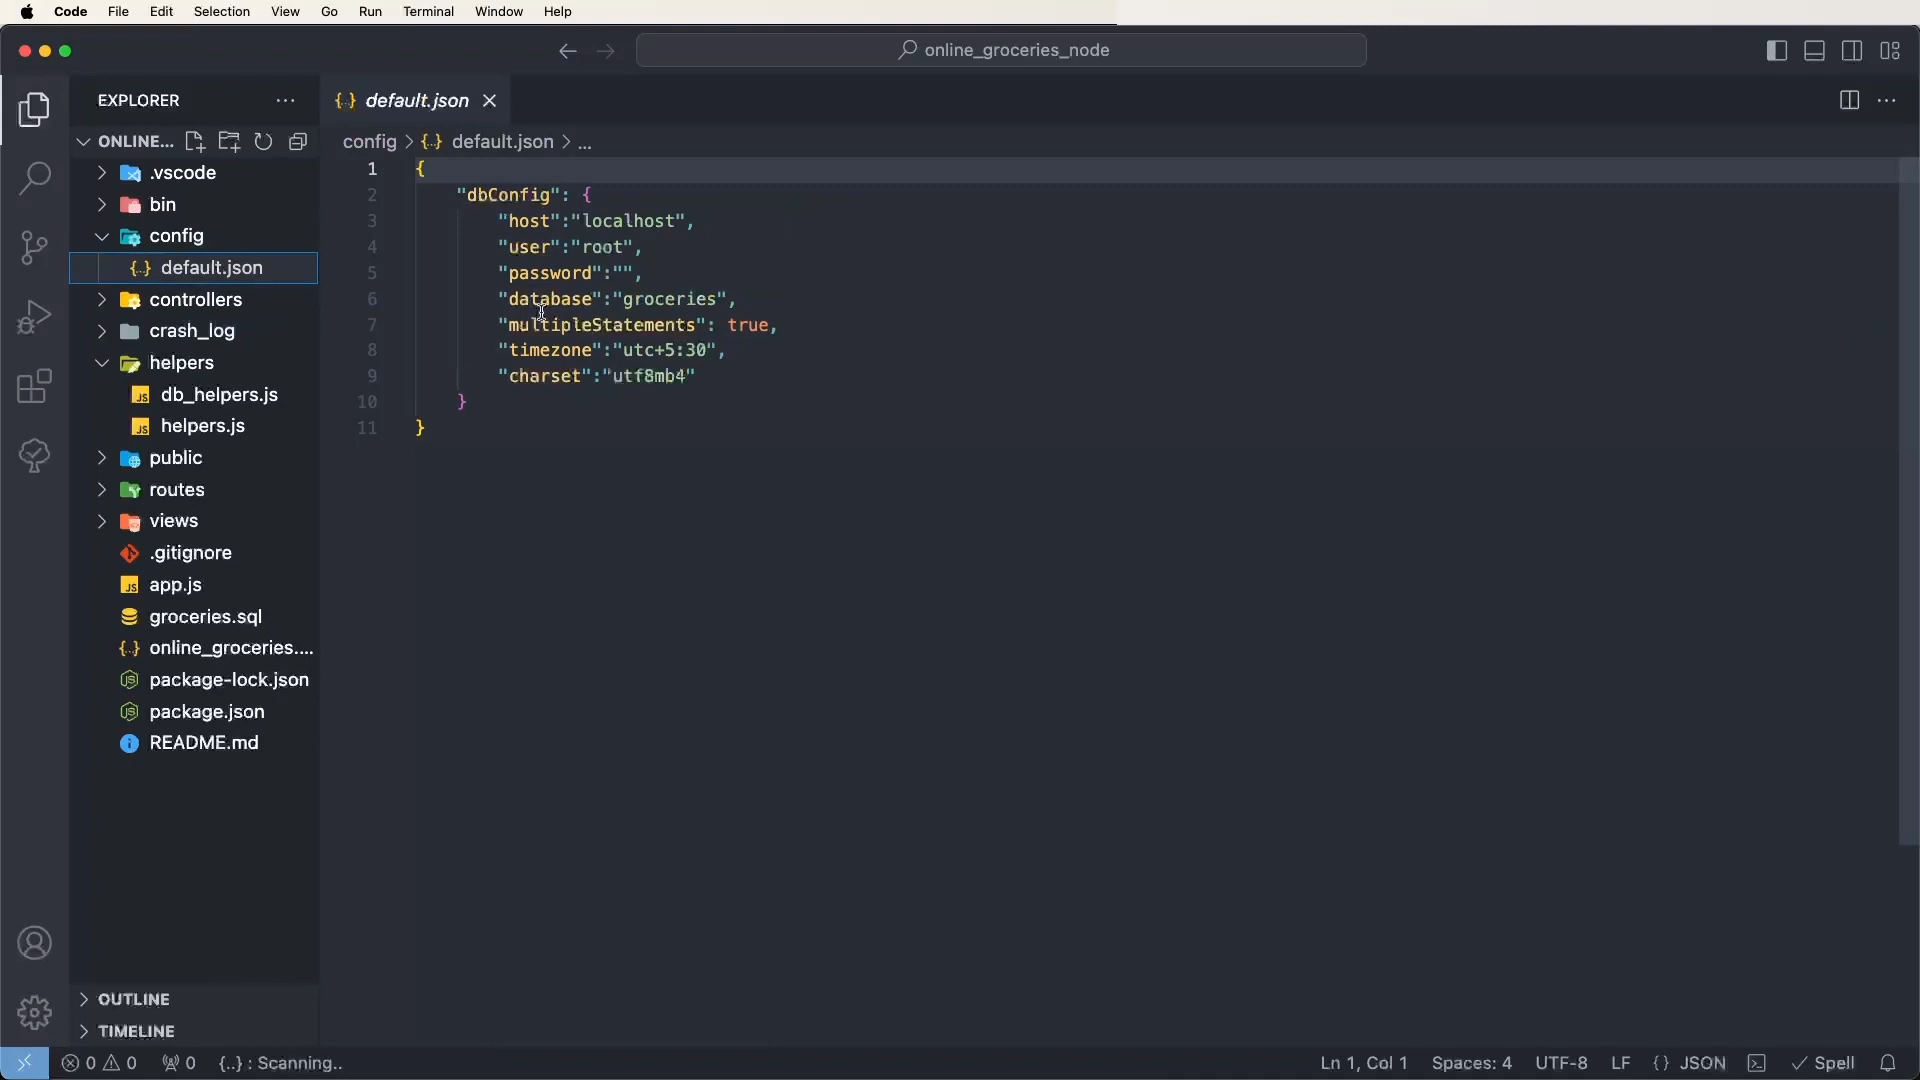 Code File Edit Selection View Go Run Terminal Window Help
online_groceries_node
EXPLORER
default.json
ONLINE...
config > default.json > ...
.vscode
bin
config
default.json
controllers
crash_log
helpers
db_helpers.js
helpers.js
public
routes
views
.gitignore
app.js
groceries.sql
online_groceries....
package-lock.json
package.json
README.md
OUTLINE
TIMELINE
1 {
2 "dbConfig": {
3 "host":"localhost",
4 "user":"root",
5 "password":"",
6 "database":"groceries",
7 "multipleStatements": true,
8 "timezone":"utc+5:30",
9 "charset":"utf8mb4"
10 }
11 }
0 0 0 {..} : Scanning.. Ln 1, Col 1 Spaces: 4 UTF-8 LF {} JSON Spell